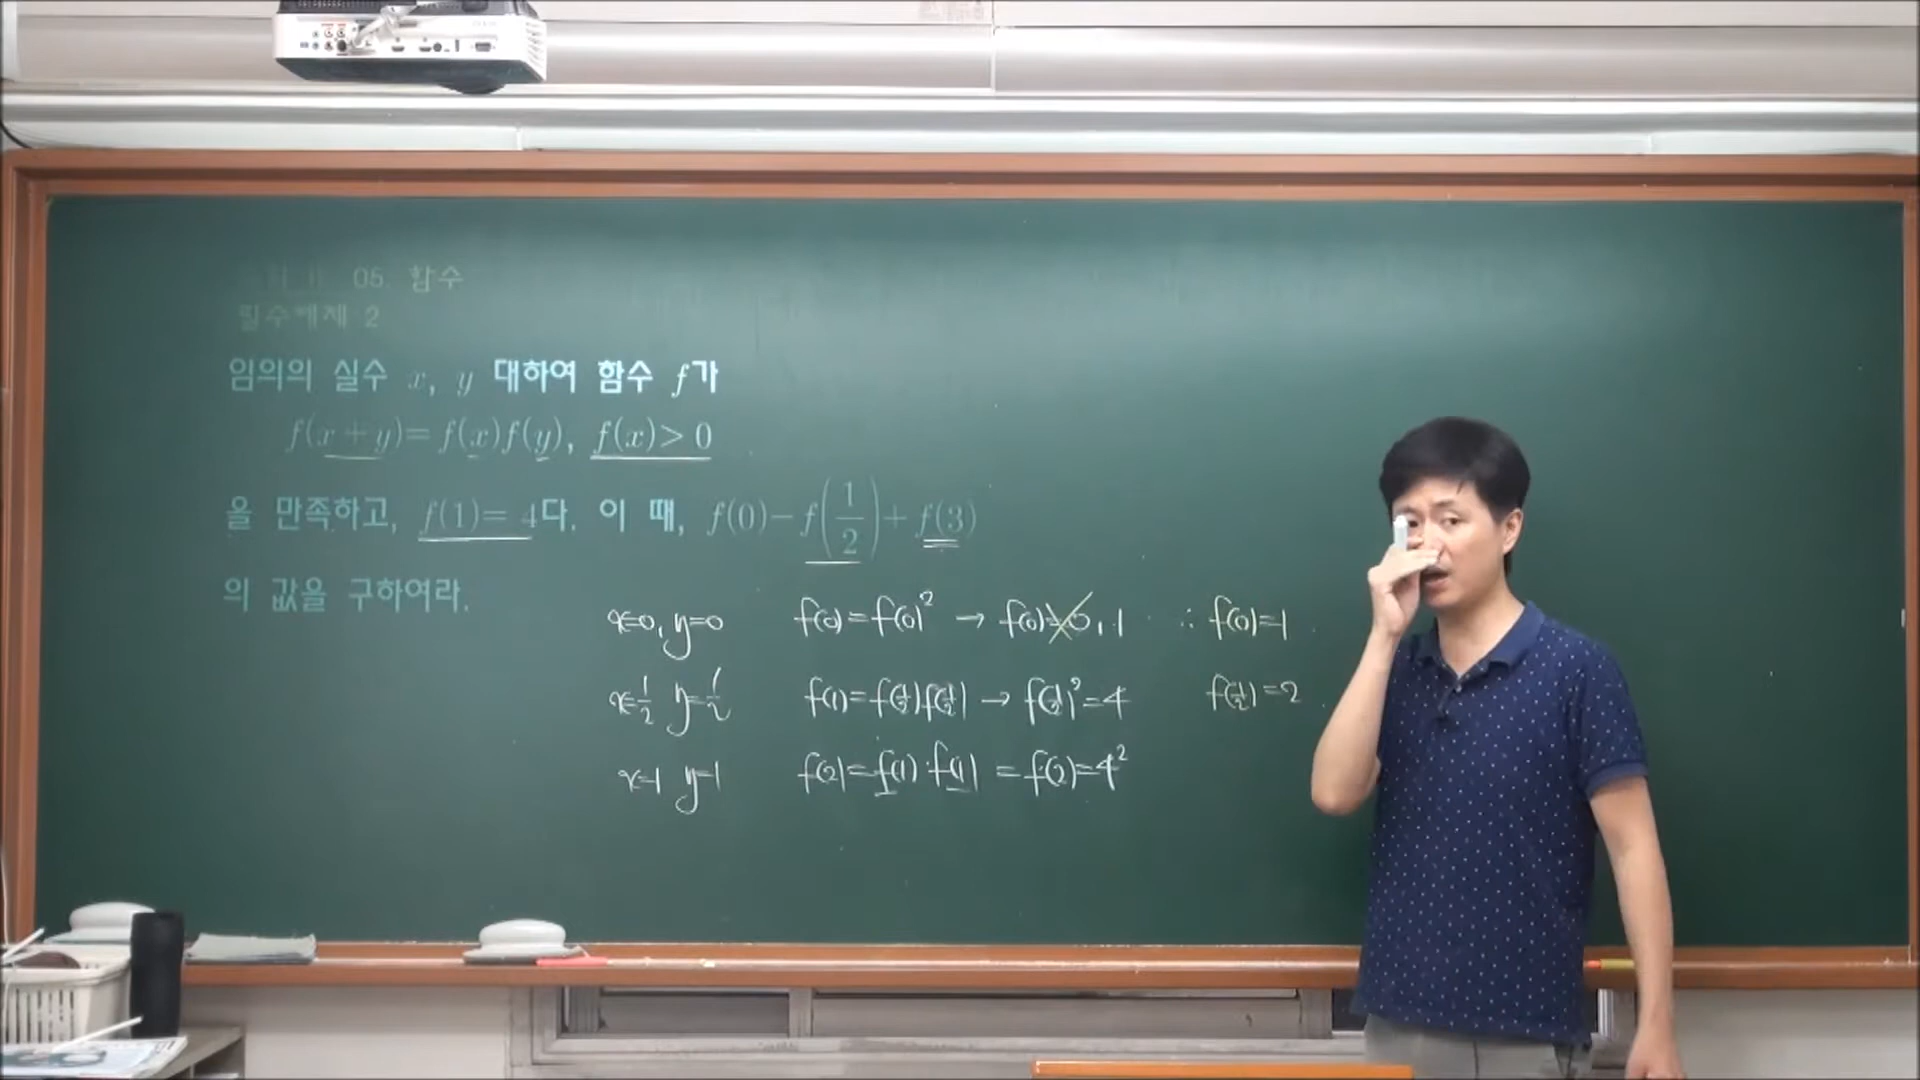 05. 함수
필수예제 2
임의의 실수 x, y 대하여 함수 f가
f(x+y)=f(x)f(y), f(x)>0
을 만족하고, f(1)=4다. 이 때, f(0)-f(1/2)+f(3)
의 값을 구하여라.
x=0, y=0 f(0)=f(0)² → f(0)=0, 1 ∴ f(0)=1
x=1/2 y=1/2 f(1)=f(1/2)f(1/2) → f(1/2)²=4 f(1/2)=2
x=1 y=1 f(2)=f(1)·f(1) = f(2)=4²